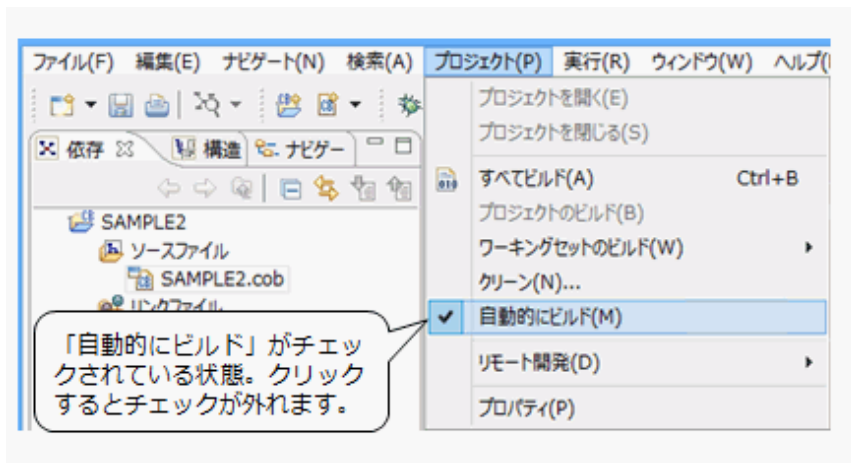 ファイル(F) 編集(E) ナビゲート(N) 検索(A) プロジェクト(P) 実行(R) ウィンドウ(W) ヘルプ(
プロジェクトを開く(E)
プロジェクトを閉じる(S)
依存 構造 ナビゲー
すべてビルド(A) Ctrl+B
プロジェクトのビルド(B)
SAMPLE2
ワーキングセットのビルド(W)
ソースファイル
クリーン(N)...
SAMPLE2.cob
自動的にビルド(M)
リンクファイル
リモート開発(D)
プロパティ(P)
「自動的にビルド」がチェッ
クされている状態。クリック
するとチェックが外れます。